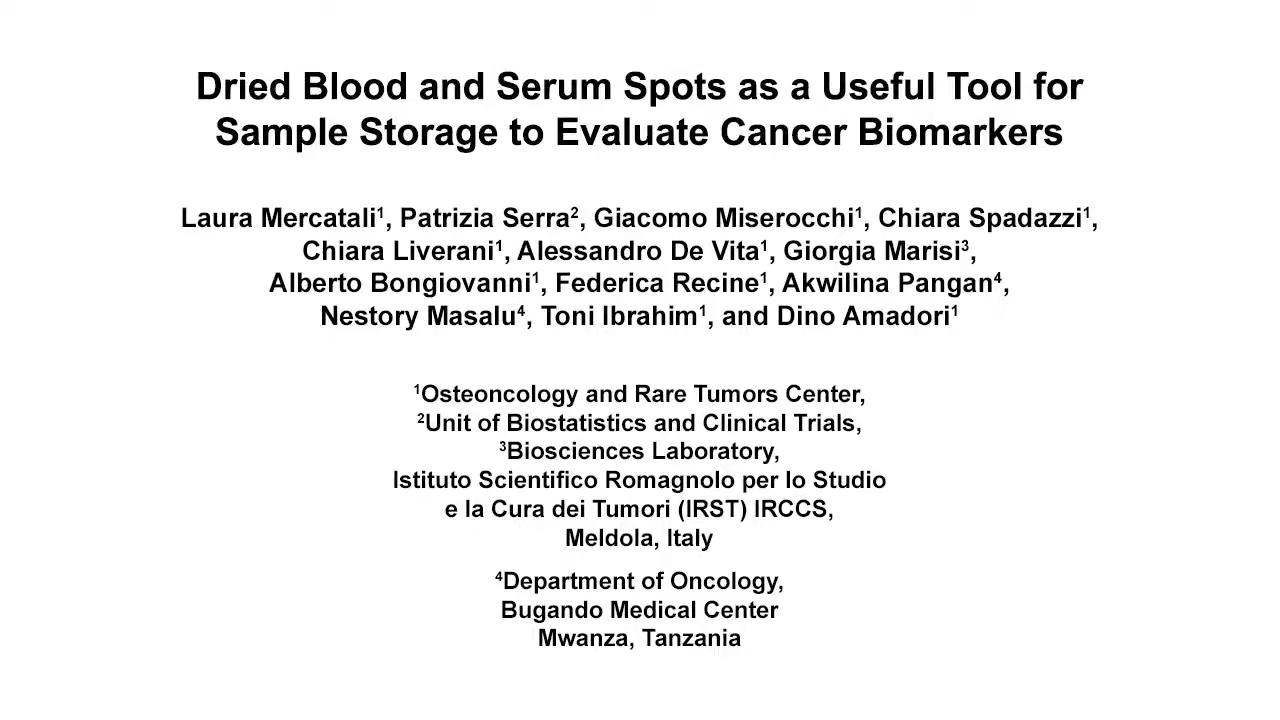 Dried Blood and Serum Spots as a Useful Tool for
Sample Storage to Evaluate Cancer Biomarkers
Laura Mercatali¹, Patrizia Serra², Giacomo Miserocchi¹, Chiara Spadazzi¹,
Chiara Liverani¹, Alessandro De Vita¹, Giorgia Marisi³,
Alberto Bongiovanni¹, Federica Recine¹, Akwilina Pangan⁴,
Nestory Masalu⁴, Toni Ibrahim¹, and Dino Amadori¹
¹Osteoncology and Rare Tumors Center,
²Unit of Biostatistics and Clinical Trials,
³Biosciences Laboratory,
Istituto Scientifico Romagnolo per lo Studio
e la Cura dei Tumori (IRST) IRCCS,
Meldola, Italy
⁴Department of Oncology,
Bugando Medical Center
Mwanza, Tanzania